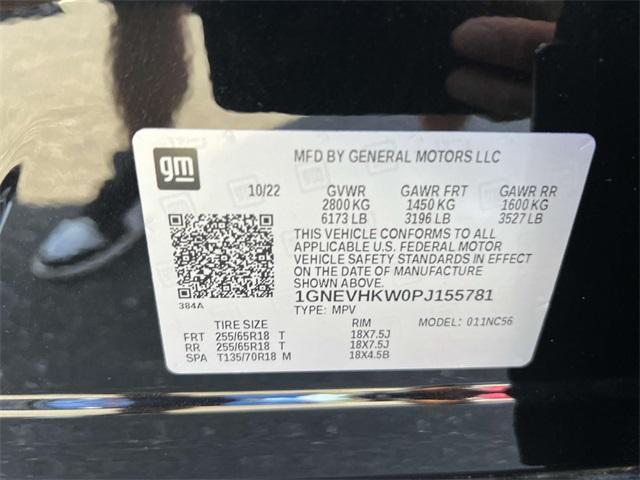 gm
MFD BY GENERAL MOTORS LLC
10/22 GVWR GAWR FRT GAWR RR
2800 KG 1450 KG 1600 KG
6173 LB 3196 LB 3527 LB
THIS VEHICLE CONFORMS TO ALL
APPLICABLE U.S. FEDERAL MOTOR
VEHICLE SAFETY STANDARDS IN EFFECT
ON THE DATE OF MANUFACTURE
SHOWN ABOVE.
1GNEVHKW0PJ155781
384A
TYPE: MPV
MODEL: 011NC56
TIRE SIZE RIM
FRT 255/65R18 T 18X7.5J
RR 255/65R18 T 18X7.5J
SPA T135/70R18 M 18X4.5B